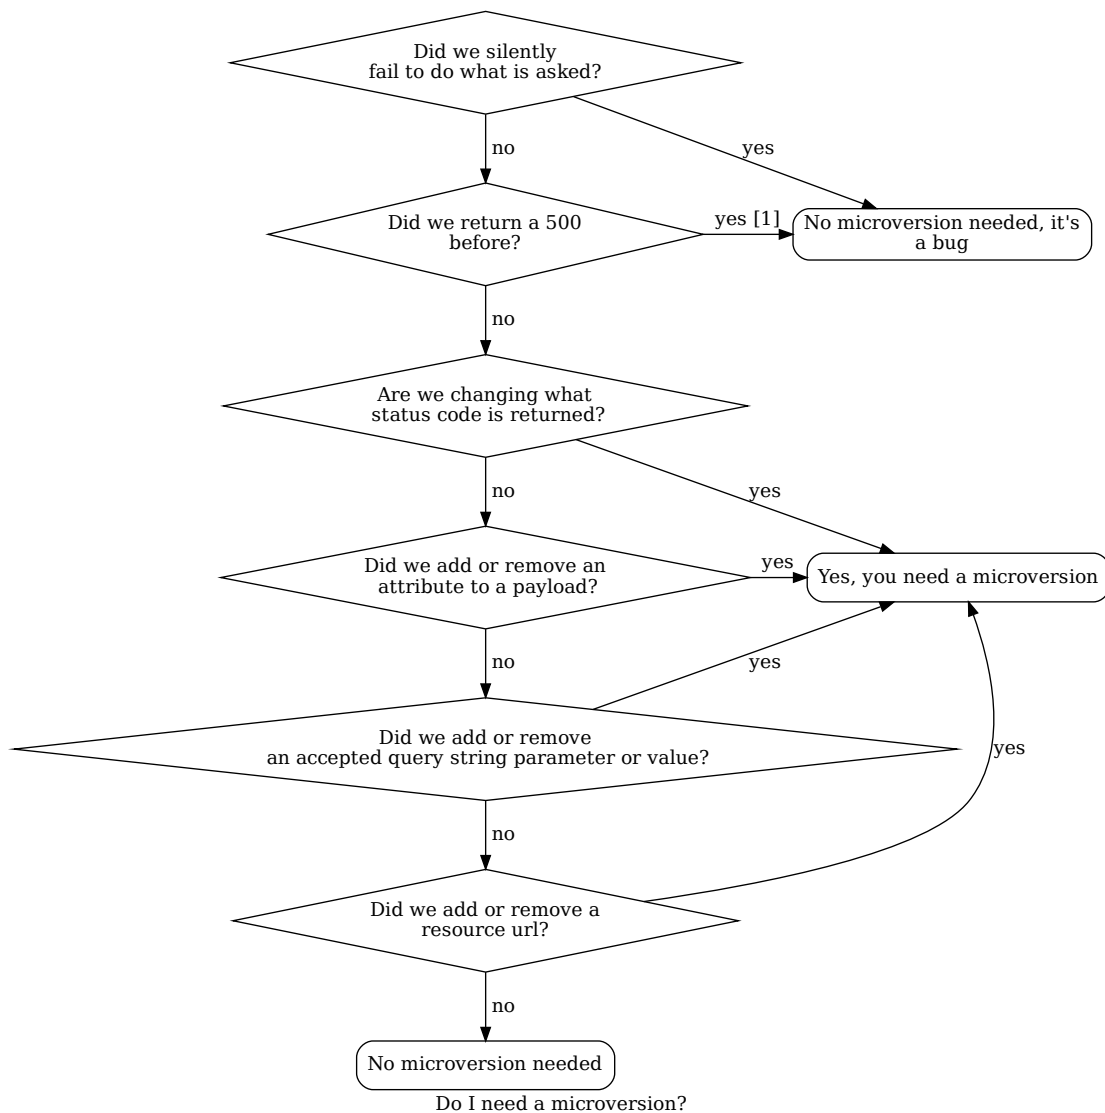 Did we silently
fail to do what is asked?
no
yes
Did we return a 500
before?
yes [1]
No microversion needed, it's
a bug
no
Are we changing what
status code is returned?
no
yes
Did we add or remove an
attribute to a payload?
yes
Yes, you need a microversion
no
yes
Did we add or remove
an accepted query string parameter or value?
yes
no
Did we add or remove a
resource url?
no
No microversion needed
Do I need a microversion?